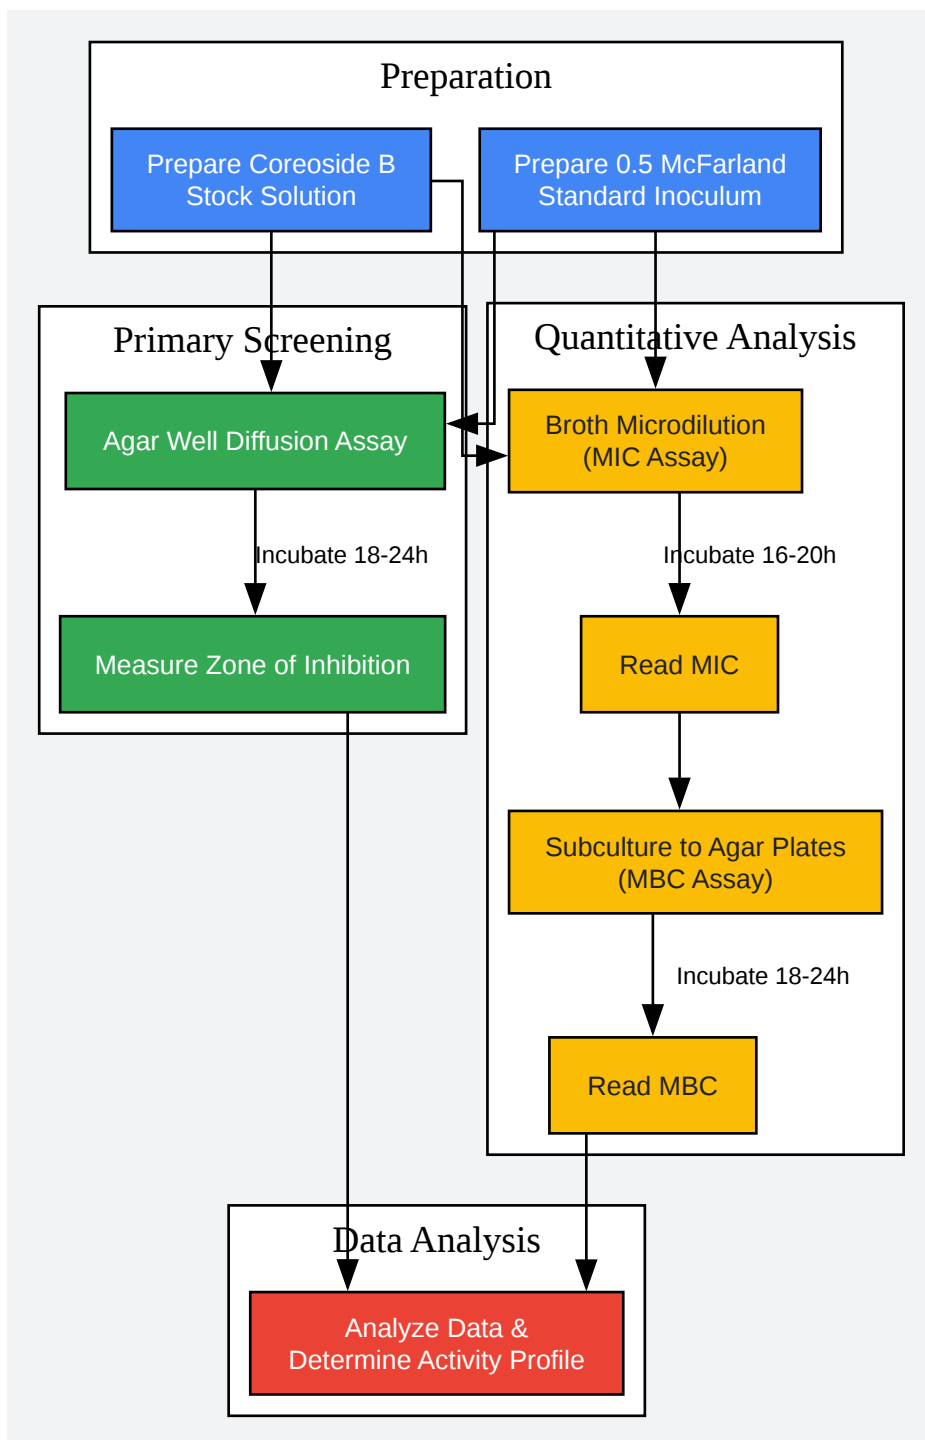 Preparation
Prepare Coreoside B
Stock Solution
Prepare 0.5 McFarland
Standard Inoculum
Primary Screening
Agar Well Diffusion Assay
Incubate 18-24h
Measure Zone of Inhibition
Quantitative Analysis
Broth Microdilution
(MIC Assay)
Incubate 16-20h
Read MIC
Subculture to Agar Plates
(MBC Assay)
Incubate 18-24h
Read MBC
Data Analysis
Analyze Data &
Determine Activity Profile